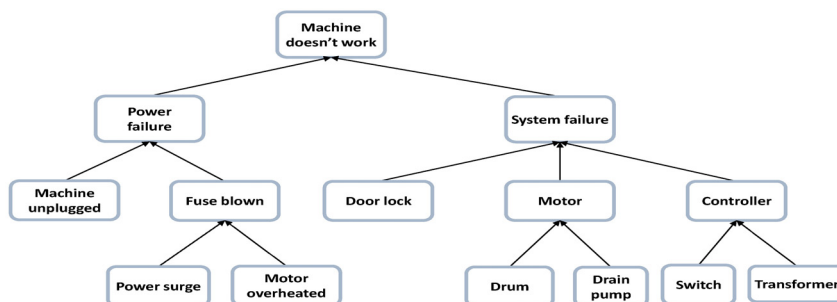 Machine
doesn't work
Power
failure
System failure
Machine
unplugged
Fuse blown
Door lock
Motor
Controller
Power surge
Motor
overheated
Drum
Drain
pump
Switch
Transformer